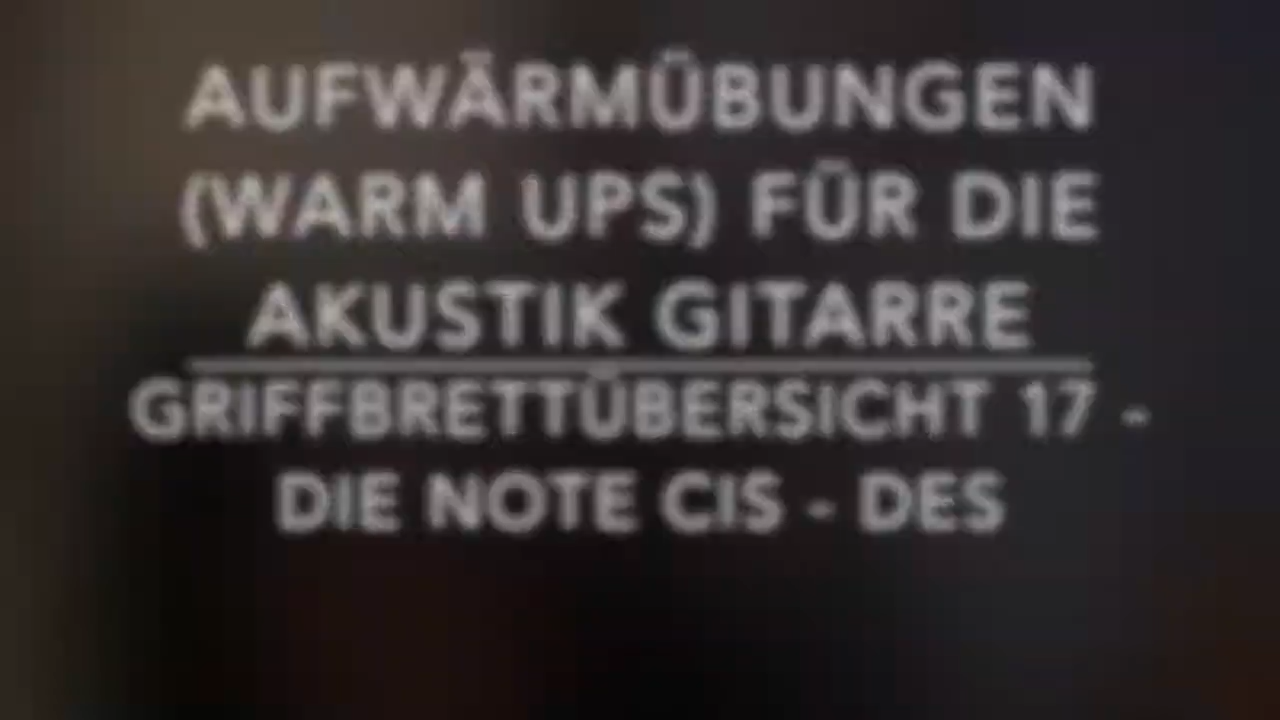 AUFWÄRMÜBUNGEN
(WARM UPS) FÜR DIE
AKUSTIK GITARRE
GRIFFBRETTÜBERSICHT 17 -
DIE NOTE CIS - DES